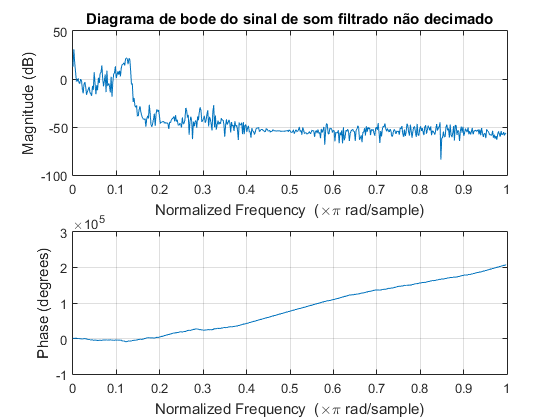 Diagrama de bode do sinal de som filtrado não decimado
Magnitude (dB)
50
0
-50
-100
0 0.1 0.2 0.3 0.4 0.5 0.6 0.7 0.8 0.9 1
Normalized Frequency (×π rad/sample)
×10^5
Phase (degrees)
3
2
1
0
-1
0 0.1 0.2 0.3 0.4 0.5 0.6 0.7 0.8 0.9 1
Normalized Frequency (×π rad/sample)